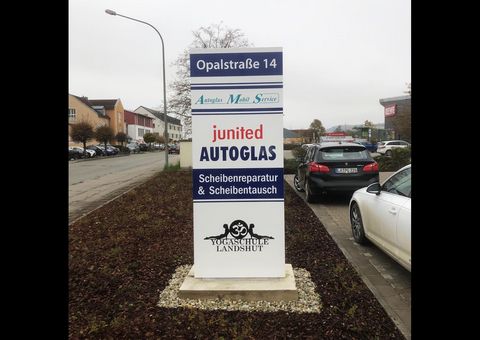 Opalstraße 14
Autoglas Mobil Service
junited
AUTOGLAS
Scheibenreparatur
& Scheibentausch
YOGASCHULE
LANDSHUT